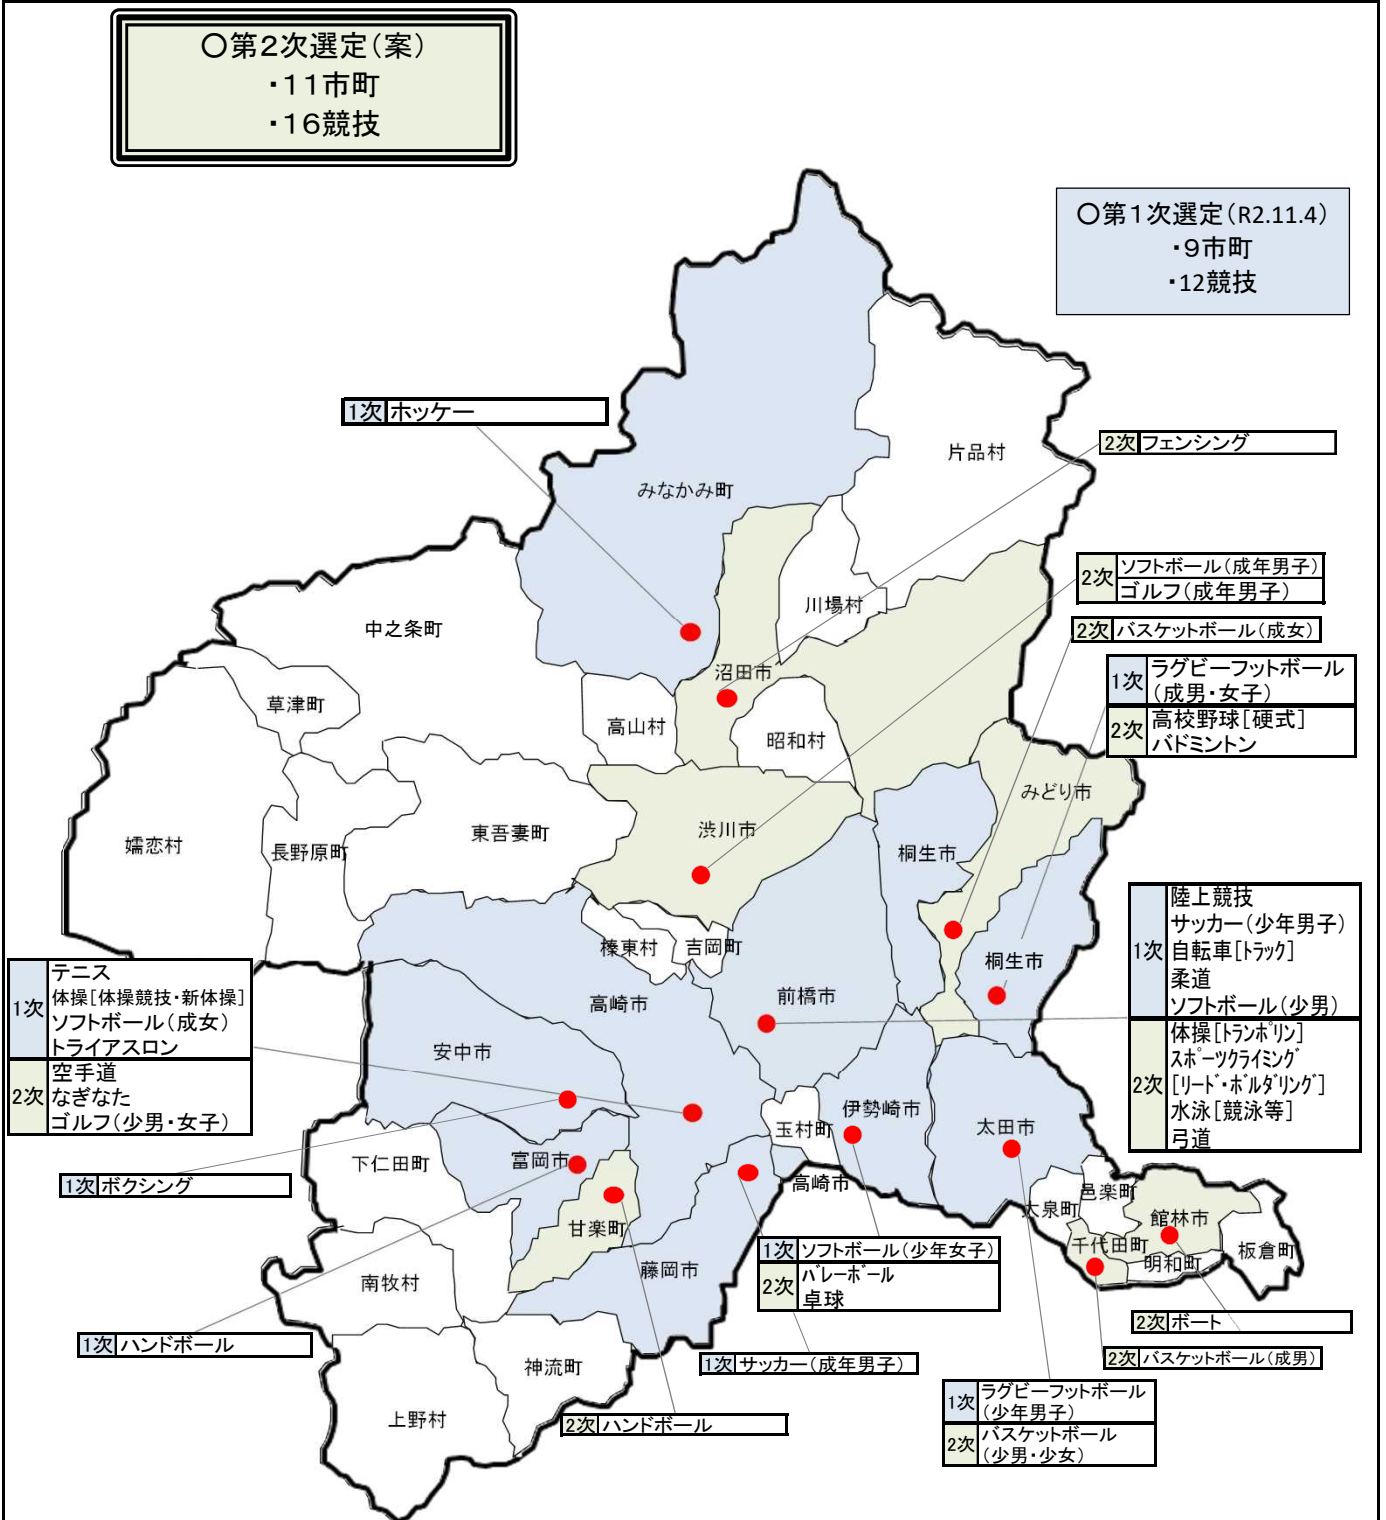 〇第2次選定(案)
・11市町
・16競技
〇第1次選定(R2.11.4)
・9市町
・12競技
1次 ホッケー
2次 フェンシング
片品村
みなかみ町
2次 ソフトボール(成年男子)
ゴルフ(成年男子)
川場村
中之条町
2次 バスケットボール(成女)
沼田市
1次 ラグビーフットボール
(成男・女子)
2次 高校野球[硬式]
バドミントン
草津町
高山村
昭和村
みどり市
渋川市
東吾妻町
嬬恋村
長野原町
桐生市
榛東村
吉岡町
桐生市
1次 陸上競技
サッカー(少年男子)
自転車[トラック]
柔道
ソフトボール(少男)
2次 体操[トランポリン]
スポーツクライミング
[リード・ボルダリング]
水泳[競泳等]
弓道
1次 テニス
体操[体操競技・新体操]
ソフトボール(成女)
トライアスロン
2次 空手道
なぎなた
ゴルフ(少男・女子)
高崎市
前橋市
安中市
伊勢崎市
玉村町
太田市
下仁田町
富岡市
高崎市
1次 ボクシング
邑楽町
大泉町
館林市
甘楽町
千代田町
板倉町
明和町
1次 ソフトボール(少年女子)
2次 バレーボール
卓球
藤岡市
南牧村
2次 ボート
1次 ハンドボール
神流町
1次 サッカー(成年男子)
2次 バスケットボール(成男)
1次 ラグビーフットボール
(少年男子)
2次 バスケットボール
(少男・少女)
上野村
2次 ハンドボール